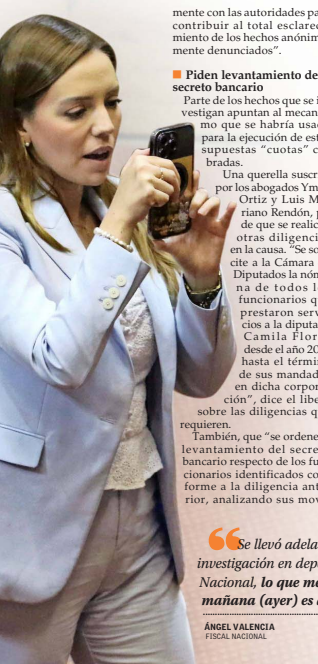 mente con las autoridades pa
contribuir al total esclarec
miento de los hechos anónim
mente denunciados”.
Piden levantamiento de
secreto bancario
Parte de los hechos que se i
vestigan apuntan al mecan
mo que se habría usad
para la ejecución de est
supuestas “cuotas” c
bradas.
Una querella suscri
por los abogados Ym
Ortiz y Luis M
riano Rendón, p
de que se realic
otras diligenci
en la causa. “Se so
cite a la Cámara
Diputados la nóm
na de todos l
funcionarios q
prestaron serv
cios a la diputa
Camila Flor
desde el año 20
hasta el térmi
de sus mandad
en dicha corpor
ción”, dice el libe
sobre las diligencias q
requieren.
También, que “se ordene
levantamiento del secre
bancario respecto de los fu
cionarios identificados co
forme a la diligencia ant
rior, analizando sus mov
“Se llevó adela
investigación en dep
Nacional, lo que m
mañana (ayer) es
ÁNGEL VALENCIA
FISCAL NACIONAL